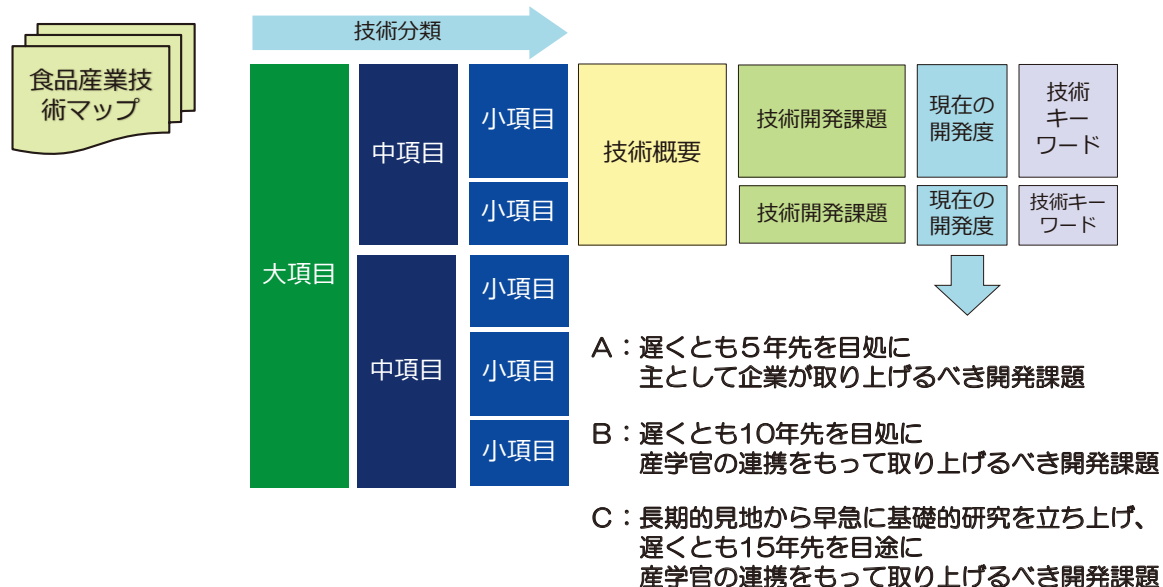 技術分類
食品産業技
術マップ
大項目
中項目
小項目
小項目
技術概要
技術開発課題
現在の
開発度
技術
キー
ワード
技術開発課題
現在の
開発度
技術キー
ワード
中項目
小項目
小項目
小項目
A:遅くとも5年先を目処に
主として企業が取り上げるべき開発課題
B:遅くとも10年先を目処に
産学官の連携をもって取り上げるべき開発課題
C:長期的見地から早急に基礎的研究を立ち上げ、
遅くとも15年先を目途に
産学官の連携をもって取り上げるべき開発課題